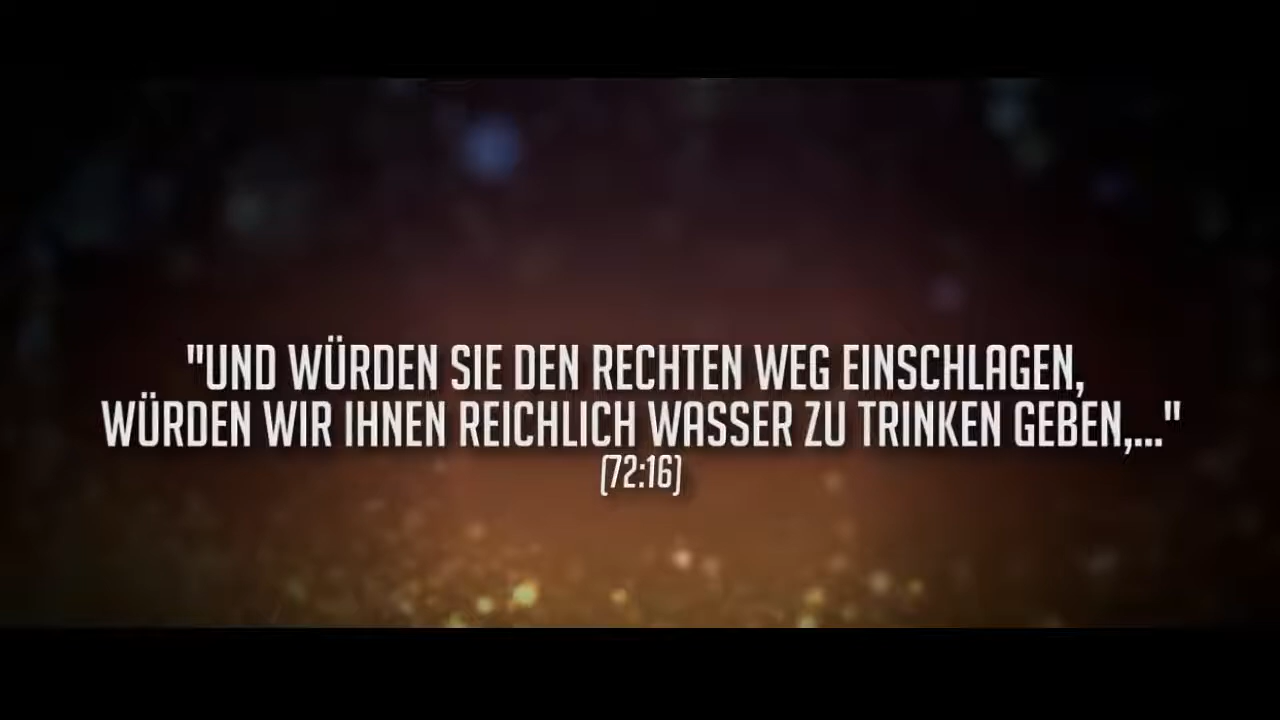 "UND WÜRDEN SIE DEN RECHTEN WEG EINSCHLAGEN,
WÜRDEN WIR IHNEN REICHLICH WASSER ZU TRINKEN GEBEN,..."
(72:16)